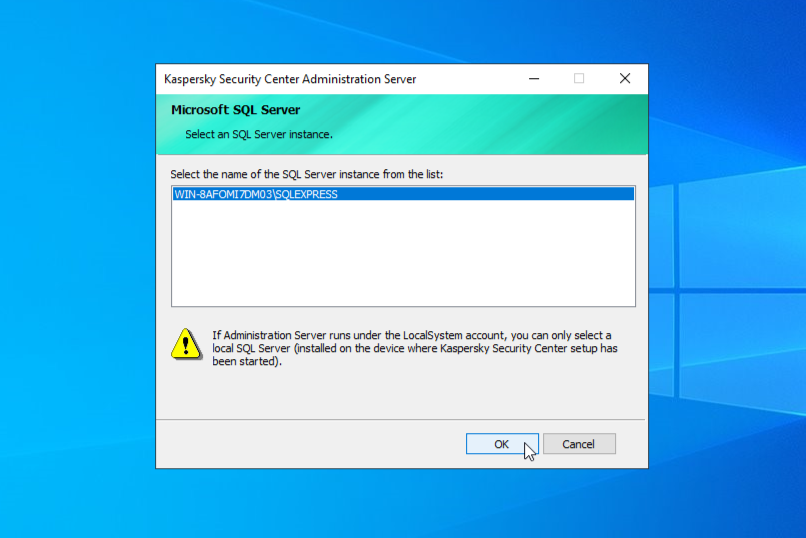 Kaspersky Security Center Administration Server
Microsoft SQL Server
Select an SQL Server instance.
Select the name of the SQL Server instance from the list:
WIN-8AFOMI7DM03\SQLEXPRESS
If Administration Server runs under the LocalSystem account, you can only select a
local SQL Server (installed on the device where Kaspersky Security Center setup has
been started).
OK
Cancel